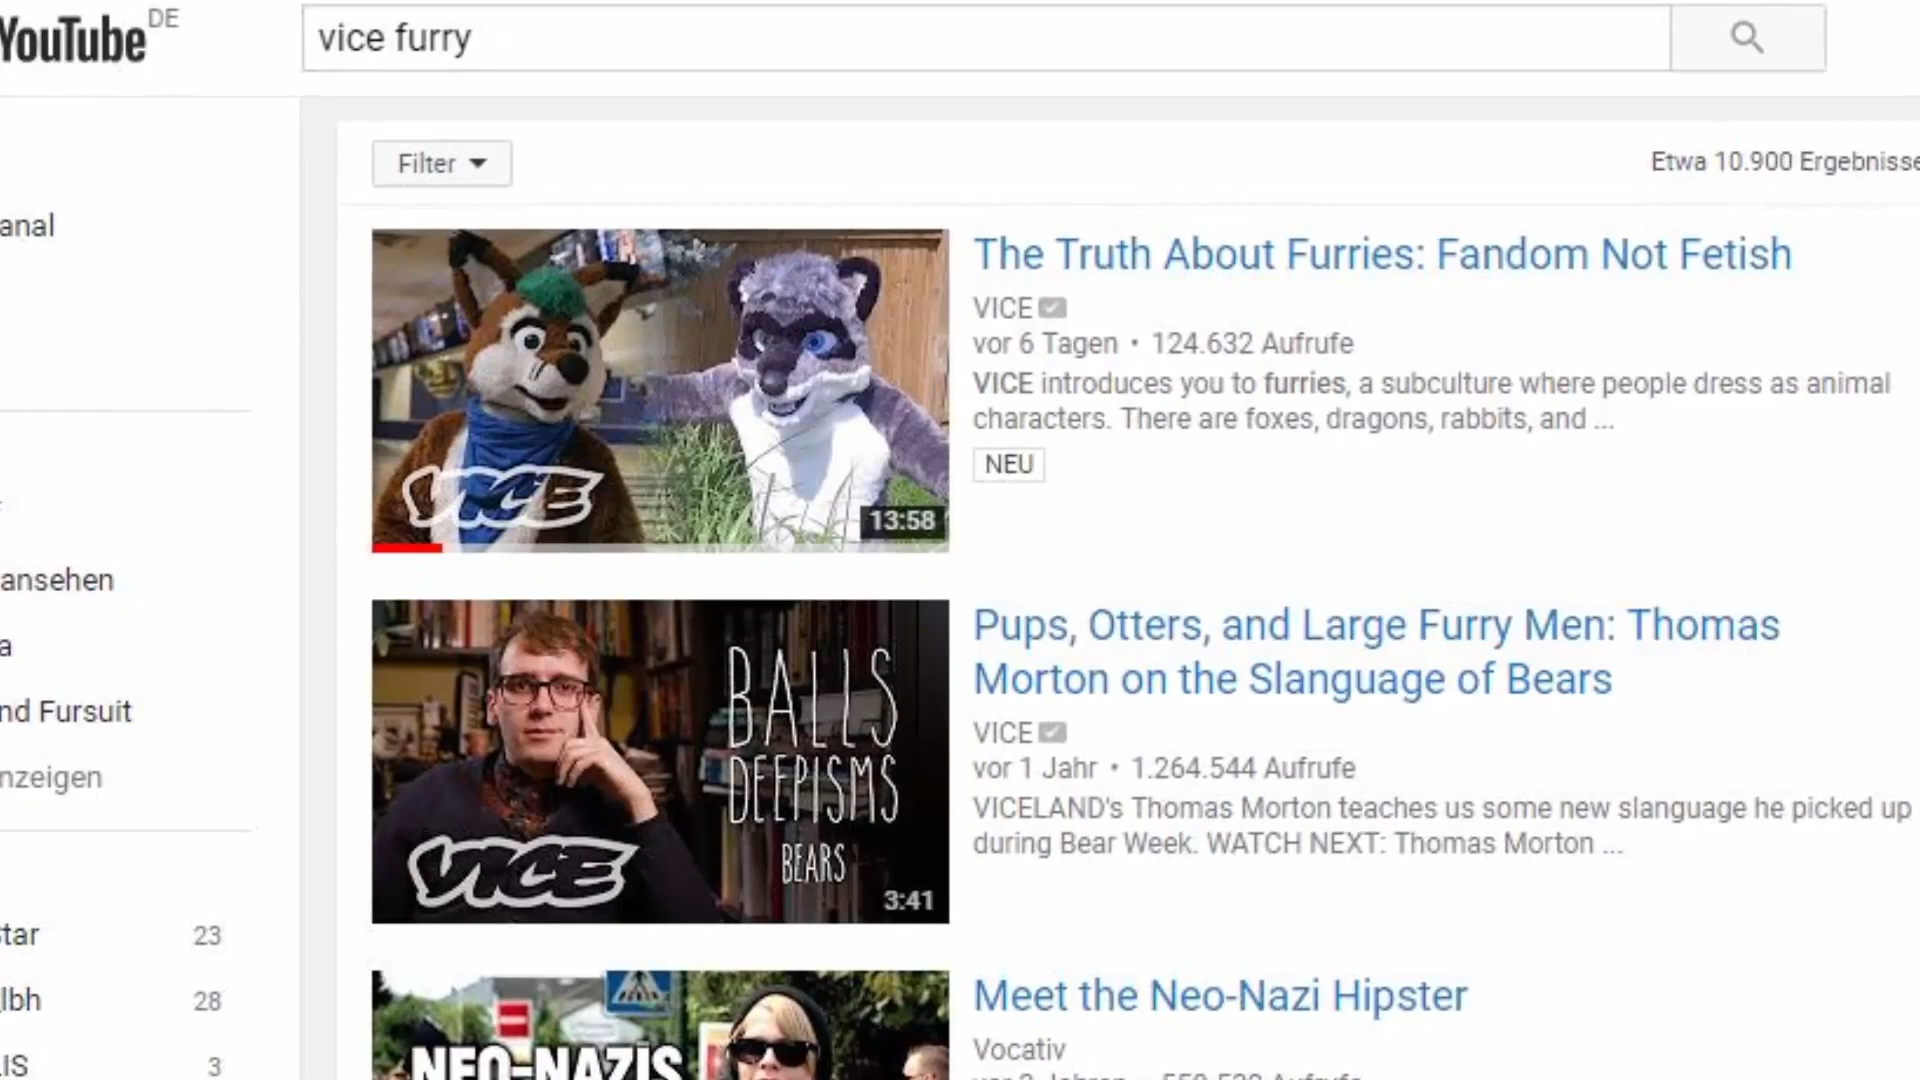 YouTube DE
vice furry
Filter
Etwa 10.900 Ergebnisse
anal
ansehen
a
nd Fursuit
nzeigen
tar 23
lbh 28
IS 3
VICE
13:58
The Truth About Furries: Fandom Not Fetish
VICE
vor 6 Tagen • 124.632 Aufrufe
VICE introduces you to furries, a subculture where people dress as animal
characters. There are foxes, dragons, rabbits, and ...
NEU
BALLS
DEEPISMS
BEARS
VICE
3:41
Pups, Otters, and Large Furry Men: Thomas
Morton on the Slanguage of Bears
VICE
vor 1 Jahr • 1.264.544 Aufrufe
VICELAND's Thomas Morton teaches us some new slanguage he picked up
during Bear Week. WATCH NEXT: Thomas Morton ...
NEO-NAZIS
Meet the Neo-Nazi Hipster
Vocativ